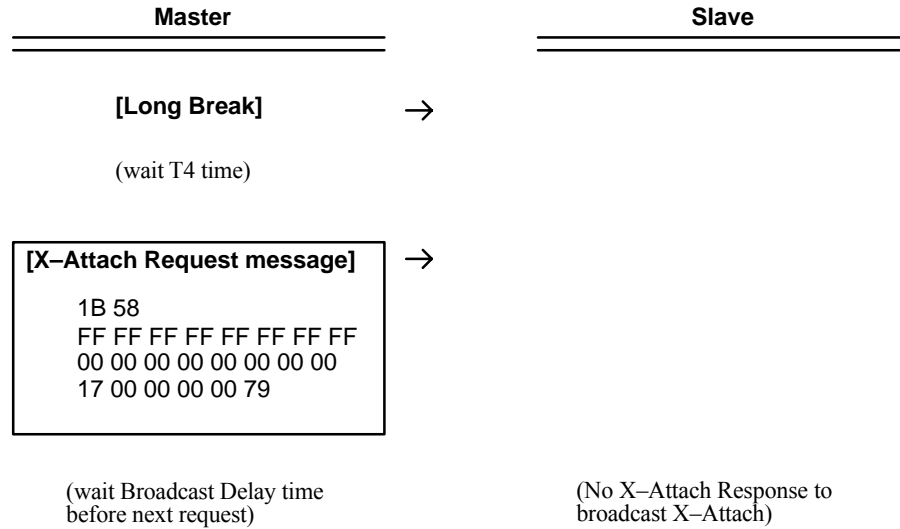 Master
Slave
[Long Break]
→
(wait T4 time)
[X–Attach Request message]
→
1B 58
FF FF FF FF FF FF FF FF
00 00 00 00 00 00 00 00
17 00 00 00 00 79
(wait Broadcast Delay time
before next request)
(No X–Attach Response to
broadcast X–Attach)